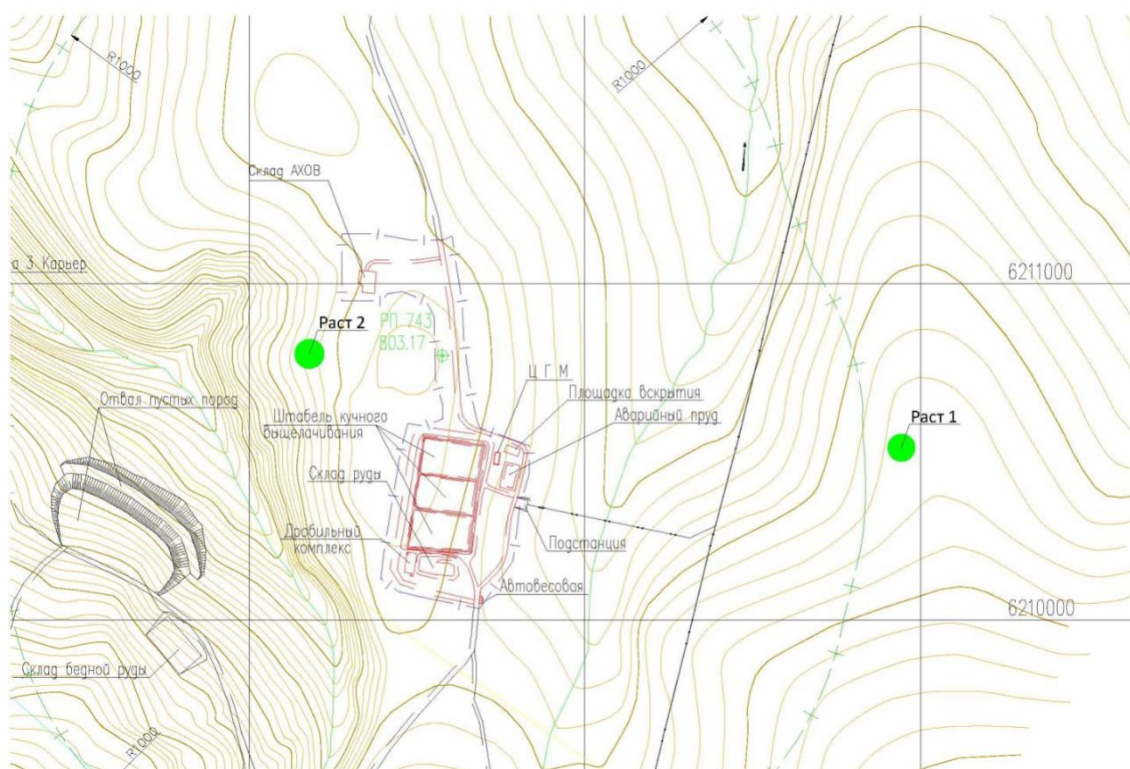 R1000
R1000
Склад АХОВ
а 3 Карьер
6211000
Раст 2
РП 743
803.17
Ц Г М
Площадка вскрытия
Отвал пустых пород
Штабель кучного
выщелачивания
Аварийный пруд
Раст 1
Склад руды
Дробильный
комплекс
Подстанция
Автовесовая
6210000
Склад бедной руды
R1000